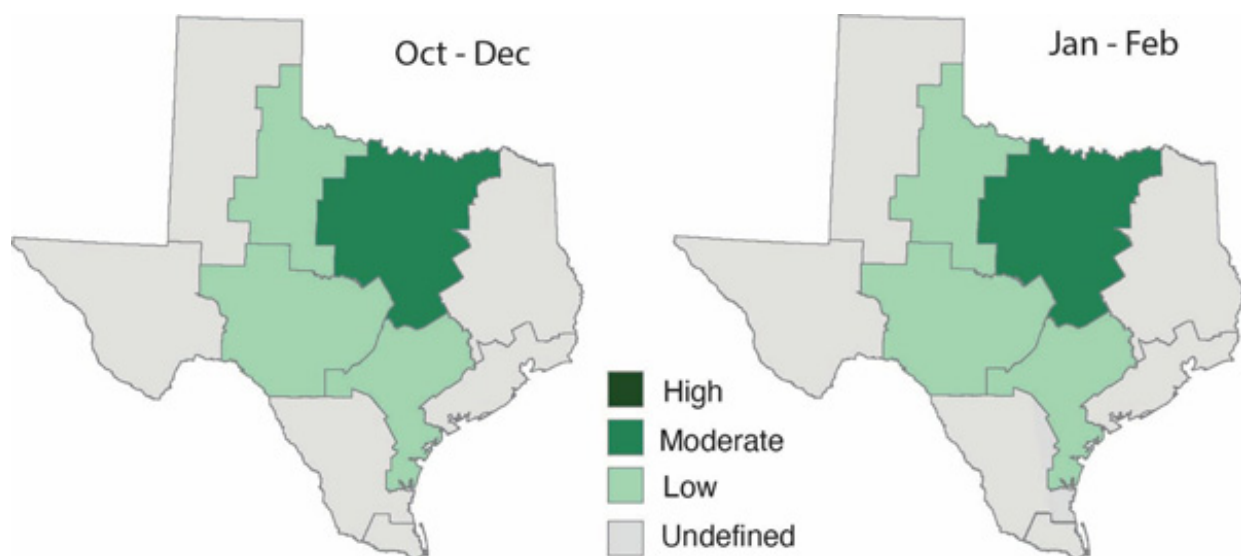 Oct - Dec
Jan - Feb
High
Moderate
Low
Undefined